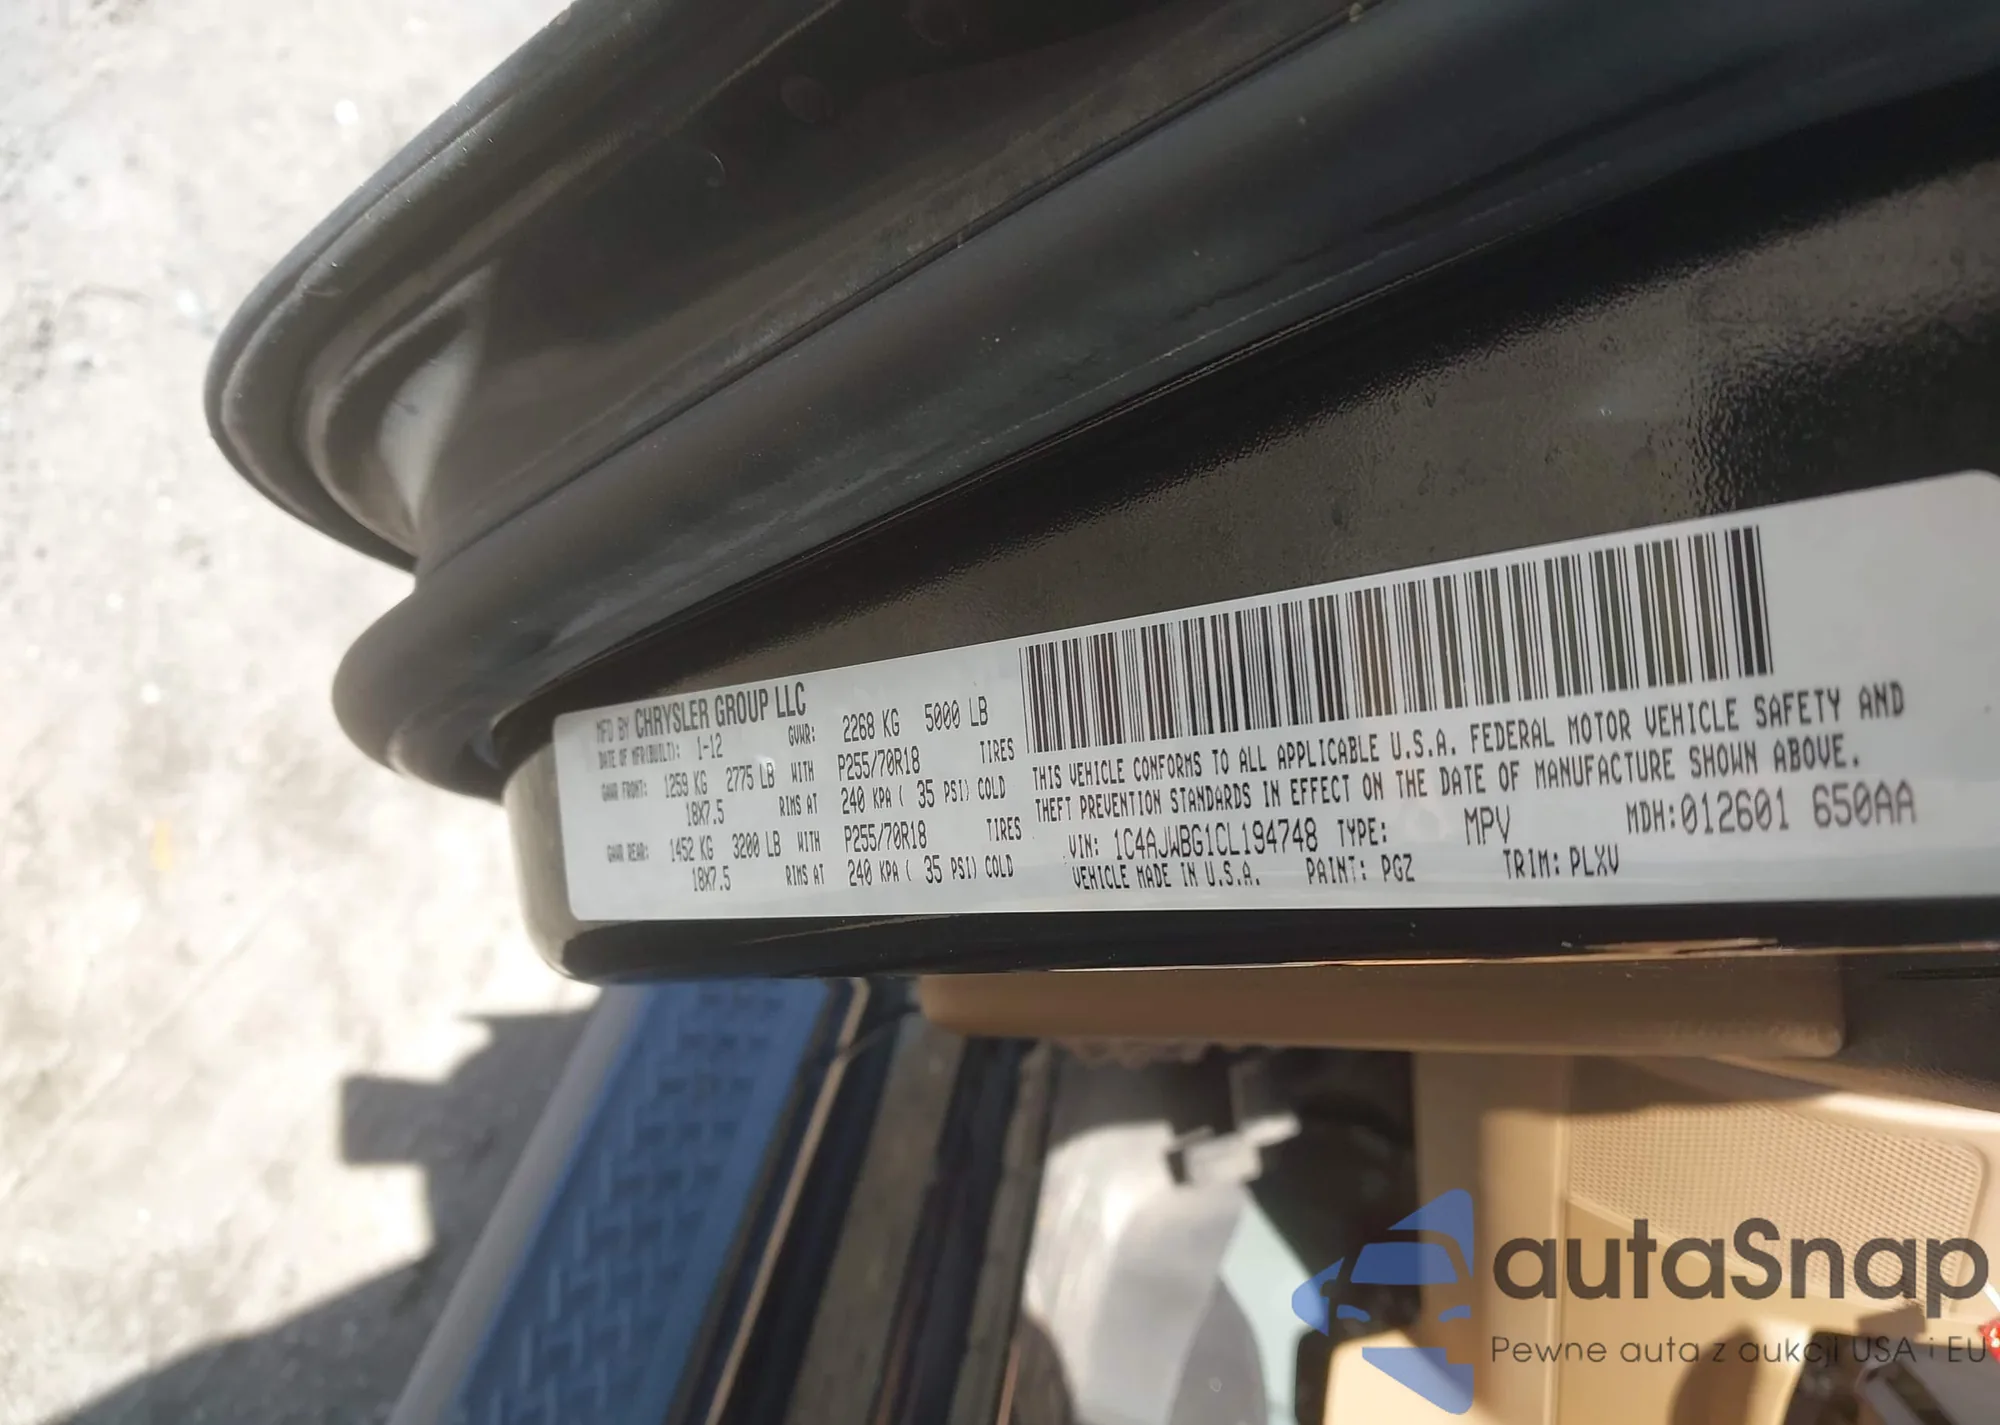 MFD BY CHRYSLER GROUP LLC
DATE OF MFR(BUILT): 1-12 GVWR: 2268 KG 5000 LB
GAWR FRONT: 1259 KG 2775 LB WITH P255/70R18 TIRES
18X7.5 RIMS AT 240 KPA ( 35 PSI) COLD
GAWR REAR: 1452 KG 3200 LB WITH P255/70R18 TIRES
18X7.5 RIMS AT 240 KPA ( 35 PSI) COLD
THIS VEHICLE CONFORMS TO ALL APPLICABLE U.S.A. FEDERAL MOTOR VEHICLE SAFETY AND
THEFT PREVENTION STANDARDS IN EFFECT ON THE DATE OF MANUFACTURE SHOWN ABOVE.
VIN: 1C4AJWBG1CL194748 TYPE: MPV MDH:012601 650AA
VEHICLE MADE IN U.S.A. PAINT: PGZ TRIM: PLXV
autaSnap
Pewne auta z aukcji USA i EU